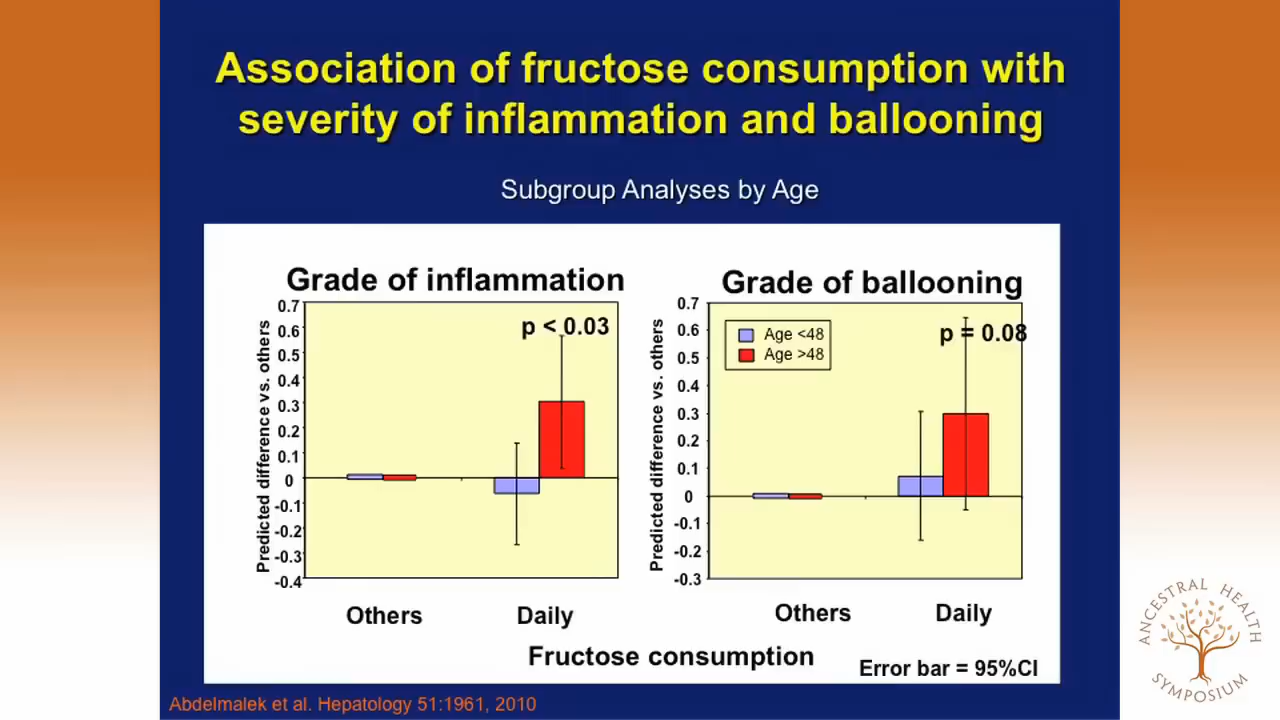 Association of fructose consumption with
severity of inflammation and ballooning
Subgroup Analyses by Age
Grade of inflammation
Predicted difference vs. others
0.7
0.6
0.5
0.4
0.3
0.2
0.1
0
-0.1
-0.2
-0.3
-0.4
p < 0.03
Others
Daily
Grade of ballooning
Predicted difference vs. others
0.7
0.6
0.5
0.4
0.3
0.2
0.1
0
-0.1
-0.2
-0.3
Age <48
Age >48
p = 0.08
Others
Daily
Fructose consumption
Error bar = 95%CI
Abdelmalek et al. Hepatology 51:1961, 2010
ANCESTRAL HEALTH
SYMPOSIUM